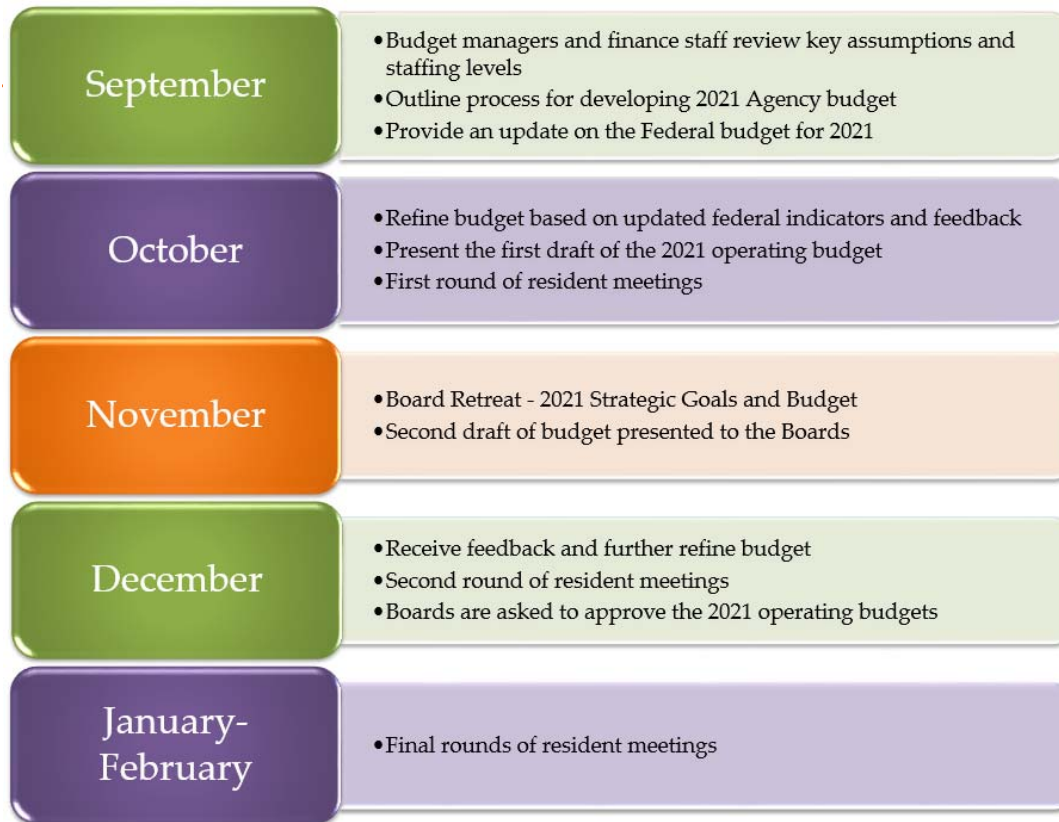 September
•Budget managers and finance staff review key assumptions and
staffing levels
•Outline process for developing 2021 Agency budget
•Provide an update on the Federal budget for 2021
October
•Refine budget based on updated federal indicators and feedback
•Present the first draft of the 2021 operating budget
•First round of resident meetings
November
•Board Retreat - 2021 Strategic Goals and Budget
•Second draft of budget presented to the Boards
December
•Receive feedback and further refine budget
•Second round of resident meetings
•Boards are asked to approve the 2021 operating budgets
January-
February
•Final rounds of resident meetings